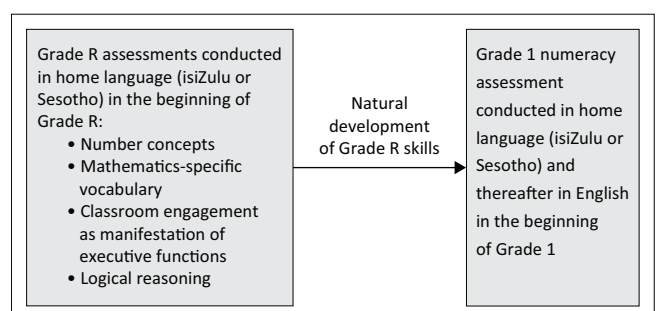 Grade R assessments conducted
in home language (isiZulu or
Sesotho) in the beginning of
Grade R:
• Number concepts
• Mathematics-specific
vocabulary
• Classroom engagement
as manifestation of
executive functions
• Logical reasoning
Natural
development
of Grade R skills
Grade 1 numeracy
assessment
conducted in home
language (isiZulu or
Sesotho) and
thereafter in English
in the beginning
of Grade 1